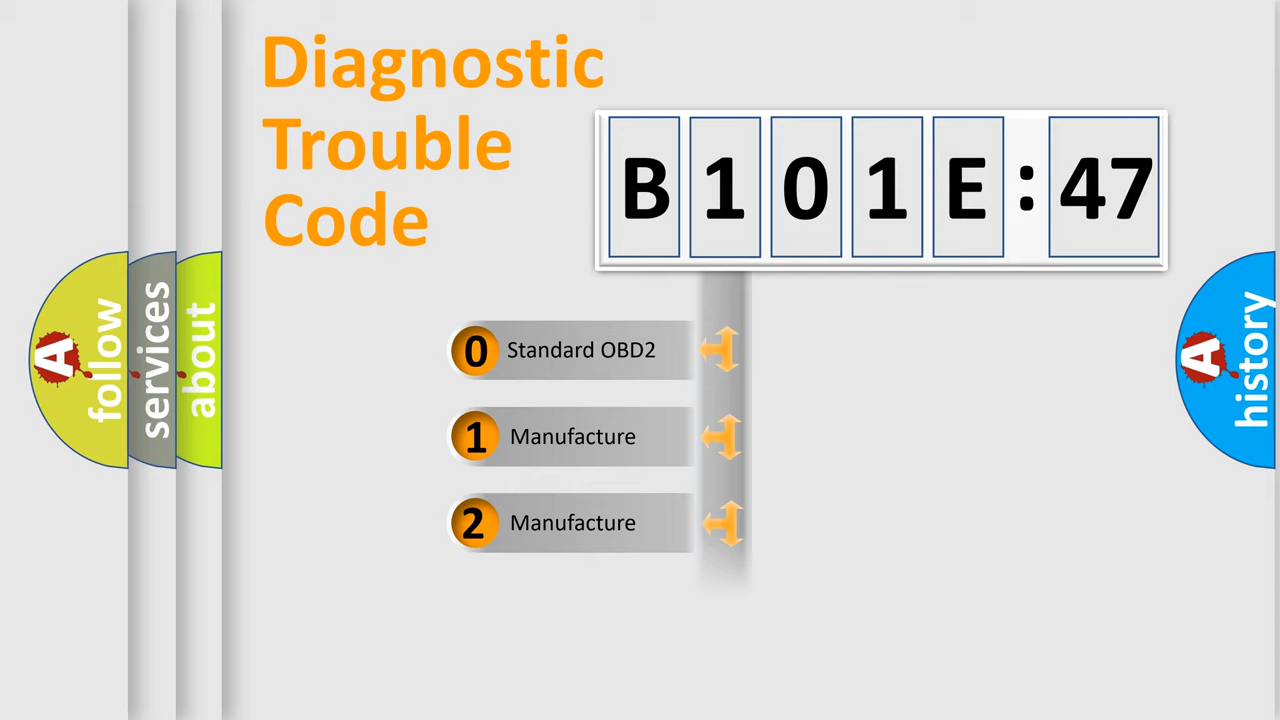 Diagnostic
Trouble
Code
B 1 0 1 E : 47
0 Standard OBD2
1 Manufacture
2 Manufacture
A follow
services
about
A history